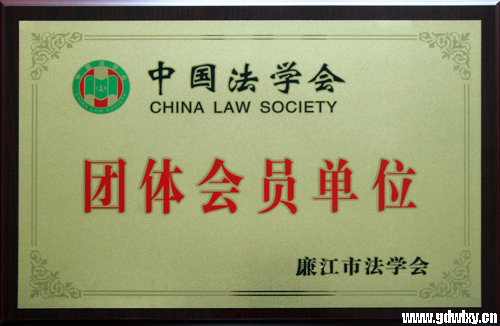 中国法学会
CHINA LAW SOCIETY
团体会员单位
廉江市法学会
www.gdwlxy.cn